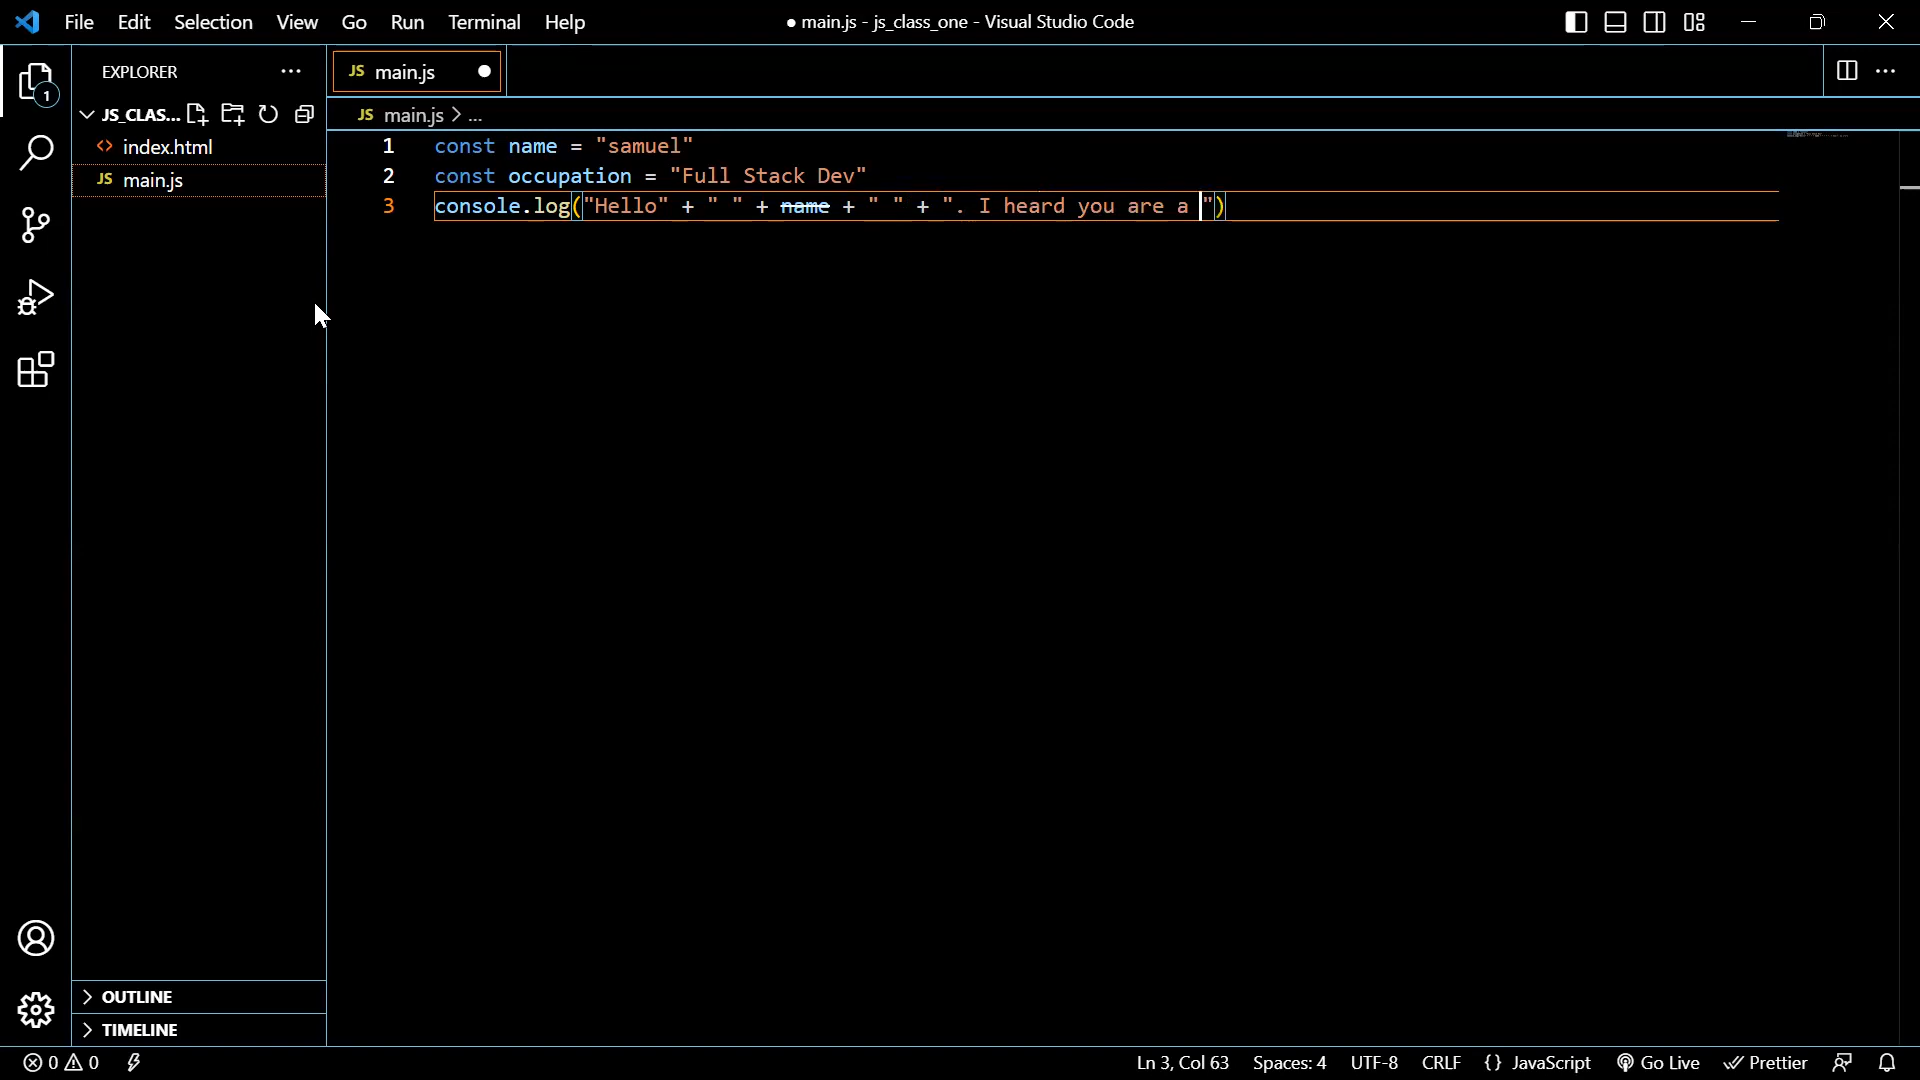 File Edit Selection View Go Run Terminal Help
● main.js - js_class_one - Visual Studio Code
EXPLORER ...
JS main.js ●
1
JS_CLAS...
JS main.js > ...
<> index.html
JS main.js
1 const name = "samuel"
2 const occupation = "Full Stack Dev"
3 console.log("Hello" + " " + name + " " + ". I heard you are a ")
OUTLINE
TIMELINE
0 0 Ln 3, Col 63 Spaces: 4 UTF-8 CRLF {} JavaScript Go Live Prettier